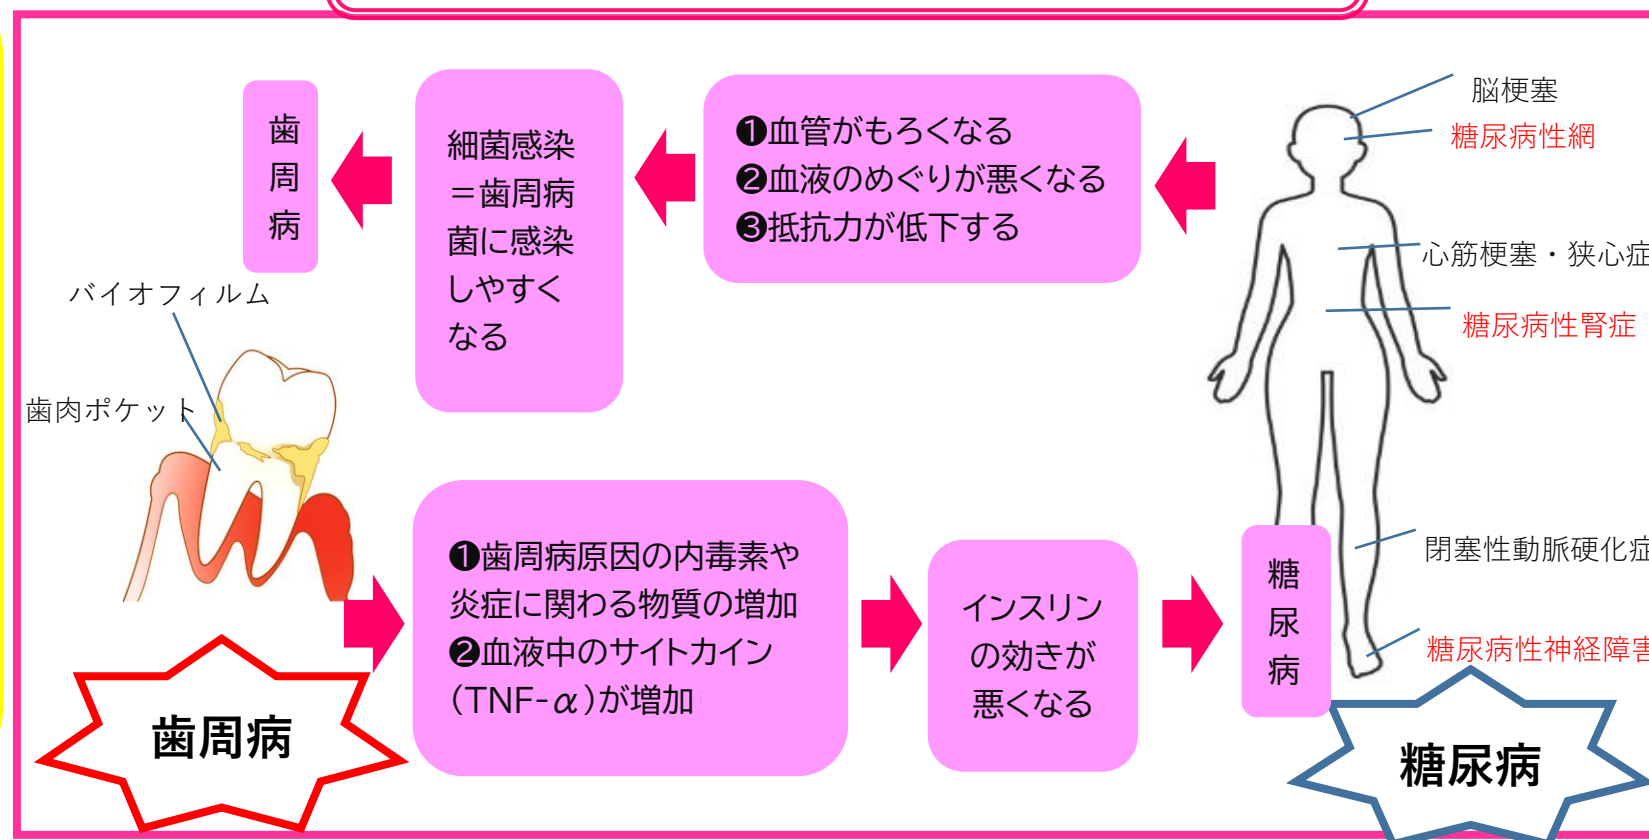 歯
周
病
細菌感染
＝歯周病
菌に感染
しやすく
なる
❶血管がもろくなる
❷血液のめぐりが悪くなる
❸抵抗力が低下する
脳梗塞
糖尿病性網
心筋梗塞・狭心症
糖尿病性腎症
閉塞性動脈硬化症
糖尿病性神経障害
バイオフィルム
歯肉ポケット
❶歯周病原因の内毒素や
炎症に関わる物質の増加
❷血液中のサイトカイン
(TNF-α)が増加
インスリン
の効きが
悪くなる
糖
尿
病
歯周病
糖尿病